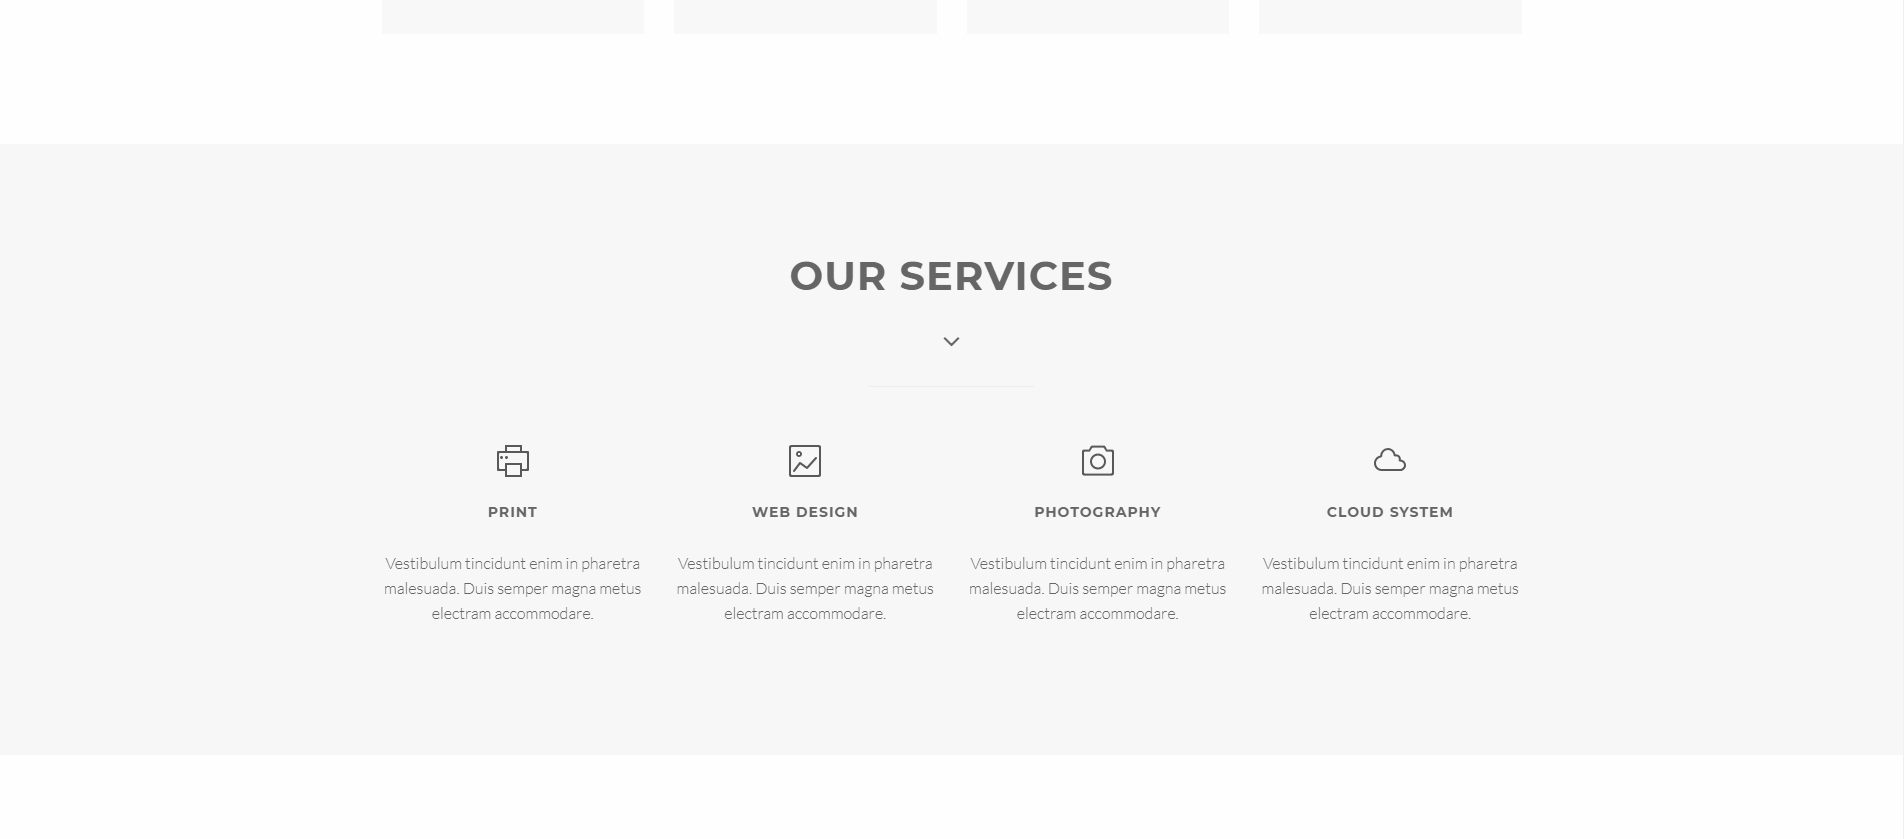 OUR SERVICES
PRINT
Vestibulum tincidunt enim in pharetra
malesuada. Duis semper magna metus
electram accommodare.
WEB DESIGN
Vestibulum tincidunt enim in pharetra
malesuada. Duis semper magna metus
electram accommodare.
PHOTOGRAPHY
Vestibulum tincidunt enim in pharetra
malesuada. Duis semper magna metus
electram accommodare.
CLOUD SYSTEM
Vestibulum tincidunt enim in pharetra
malesuada. Duis semper magna metus
electram accommodare.